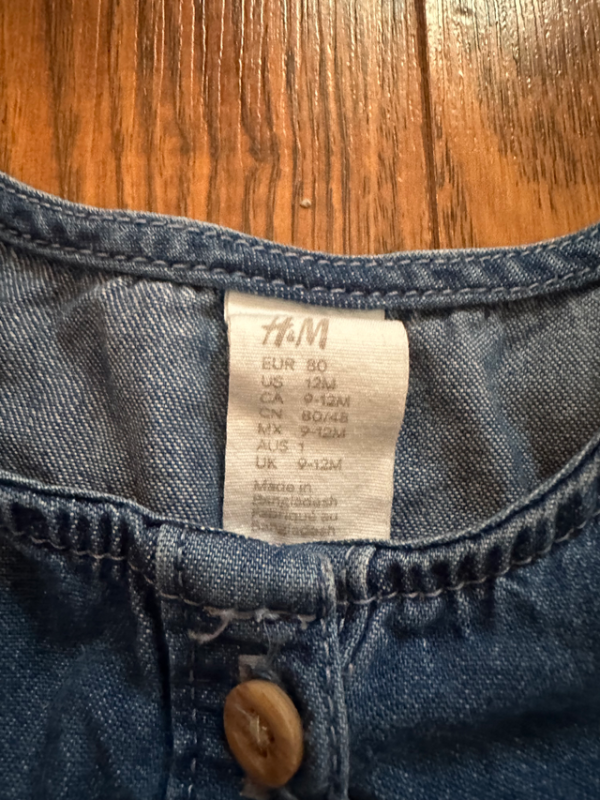 H&M
EUR 80
US 12M
CA 9-12M
CN 80/48
MX 9-12M
AUS 1
UK 9-12M
Made in
Bangladesh
Fabriqué au
Bangladesh